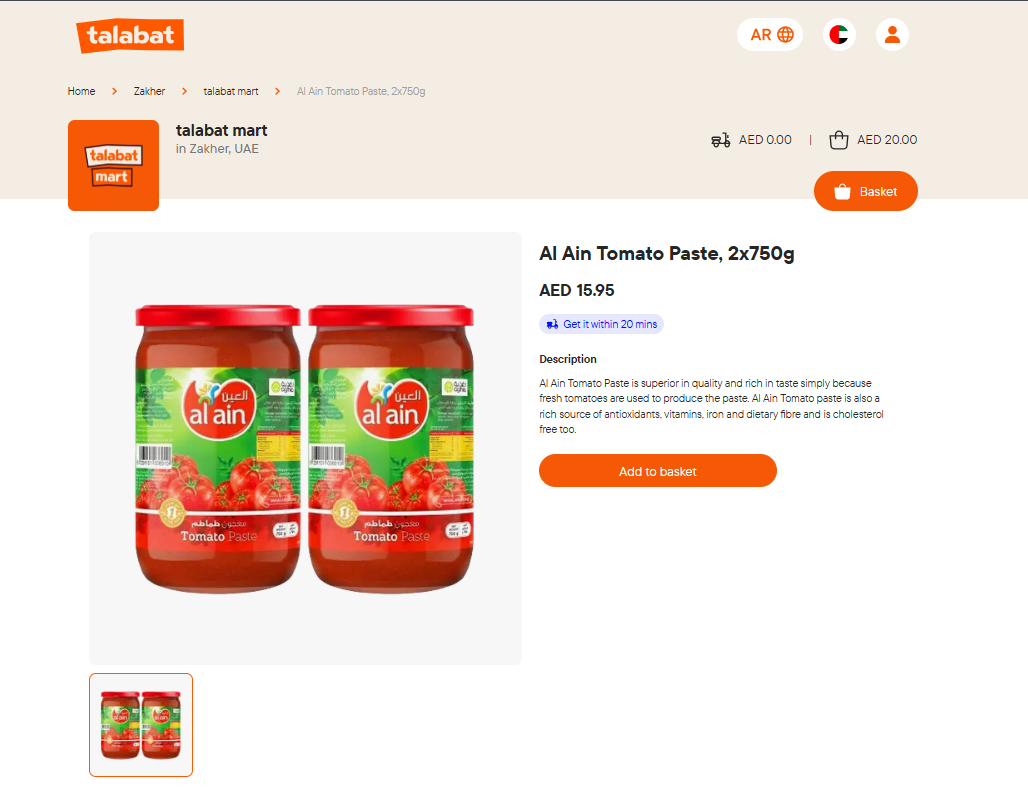 talabat
AR
Home > Zakher > talabat mart > Al Ain Tomato Paste, 2x750g
talabat
mart
talabat mart
in Zakher, UAE
AED 0.00 | AED 20.00
Basket
Al Ain Tomato Paste, 2x750g
AED 15.95
Get it within 20 mins
Description
Al Ain Tomato Paste is superior in quality and rich in taste simply because
fresh tomatoes are used to produce the paste. Al Ain Tomato paste is also a
rich source of antioxidants, vitamins, iron and dietary fibre and is cholesterol
free too.
Add to basket
العين
al ain
معجون طماطم
Tomato Paste
العين
al ain
معجون طماطم
Tomato Paste
al ain
al ain